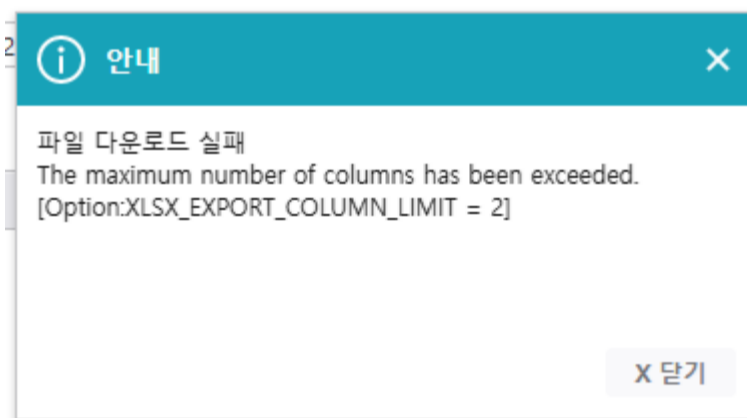 2
안내
파일 다운로드 실패
The maximum number of columns has been exceeded.
[Option:XLSX_EXPORT_COLUMN_LIMIT = 2]
X 닫기